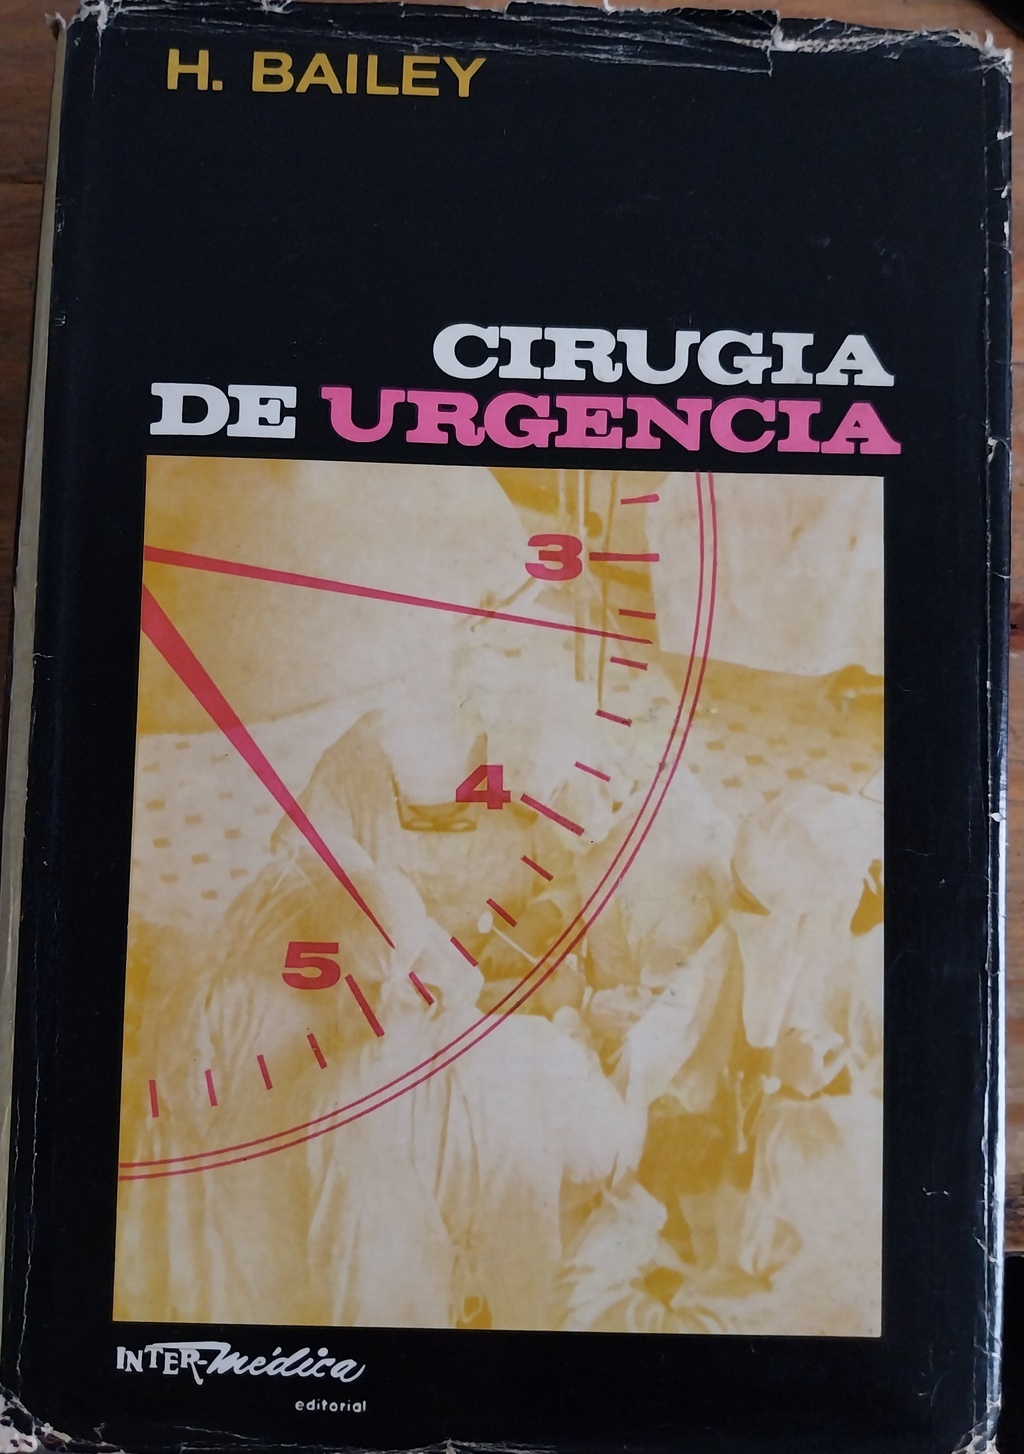 H. BAILEY
CIRUGIA
DE URGENCIA
3
4
5
INTER-Médica
editorial